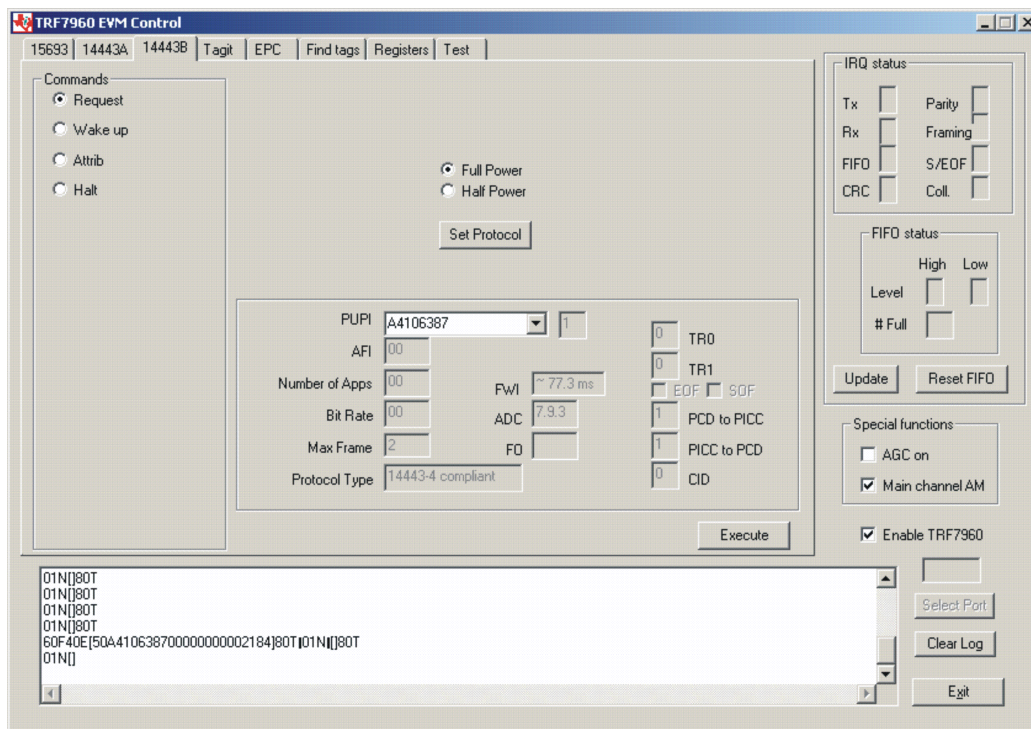 TRF7960 EVM Control
15693 14443A 14443B Tagit EPC Find tags Registers Test
Commands
Request
Wake up
Attrib
Halt
Full Power
Half Power
Set Protocol
PUPI A4106387 1
AFI 00
Number of Apps 00
Bit Rate 00
Max Frame 2
Protocol Type 14443-4 compliant
FWI ~ 77.3 ms
ADC 7.9.3
FO
0 TR0
0 TR1
EOF SOF
1 PCD to PICC
1 PICC to PCD
0 CID
Execute
IRQ status
Tx Parity
Rx Framing
FIFO S/EOF
CRC Coll.
FIFO status
High Low
Level
# Full
Update Reset FIFO
Special functions
AGC on
Main channel AM
Enable TRF7960
Select Port
Clear Log
Exit
01N[]80T
01N[]80T
01N[]80T
01N[]80T
60F40E[50A4106387000000000002184]80T||01N|[]80T
01N[]